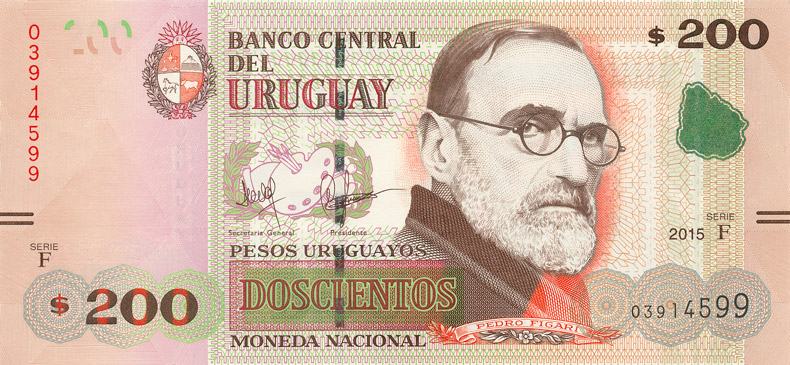 03914599
200
BANCO CENTRAL
DEL
URUGUAY
$ 200
Secretario General
Presidente
SERIE
F
2015
SERIE
F
PESOS URUGUAYOS
DOSCIENTOS
$ 200
03914599
PEDRO FIGARI
MONEDA NACIONAL